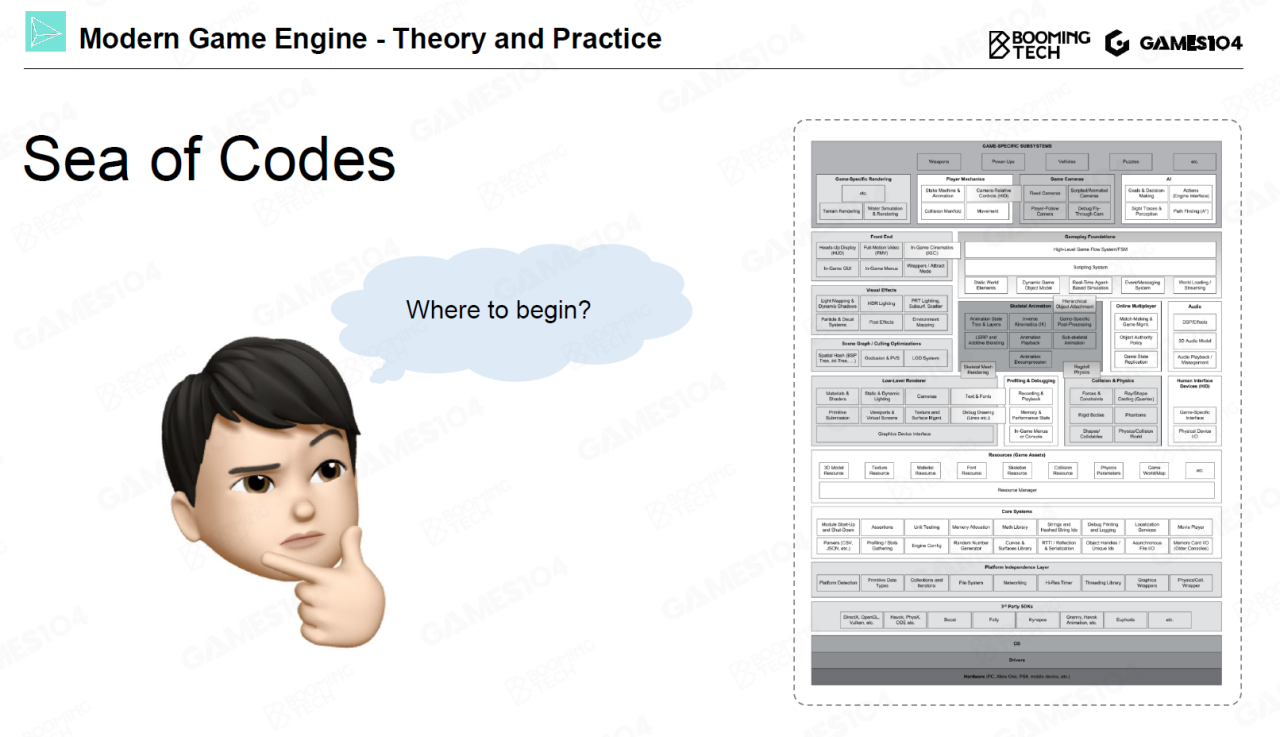 Modern Game Engine - Theory and Practice
BOOMING
TECH
GAMES104
Sea of Codes
Where to begin?
GAME-SPECIFIC SUBSYSTEMS
Weapons
Power-Ups
Vehicles
Puzzles
etc.
Game-Specific Rendering
etc.
Terrain Rendering
Water Simulation
& Rendering
Player Mechanics
State Machine &
Animation
Camera-Relative
Controls (HID)
Collision Manifold
Movement
Game Cameras
Fixed Cameras
Scripted/Animated
Cameras
Player-Follow
Camera
Debug Fly-
Through Cam
AI
Goals & Decision-
Making
Actions
(Engine Interface)
Sight Traces &
Perception
Path Finding (A*)
Front End
Heads-Up Display
(HUD)
Full-Motion Video
(FMV)
In-Game Cinematics
(IGC)
In-Game GUI
In-Game Menus
Wrappers / Attract
Mode
Gameplay Foundations
High-Level Game Flow System/FSM
Scripting System
Static World
Elements
Dynamic Game
Object Model
Real-Time Agent-
Based Simulation
Event/Messaging
System
World Loading /
Streaming
Visual Effects
Light Mapping &
Dynamic Shadows
HDR Lighting
PRT Lighting,
Subsurf. Scatter
Particle & Decal
Systems
Post Effects
Environment
Mapping
Hierarchical
Object Attachment
Skeletal Animation
Animation State
Tree & Layers
Inverse
Kinematics (IK)
Game-Specific
Post-Processing
LERP and
Additive Blending
Animation
Playback
Sub-skeletal
Animation
Animation
Decompression
Online Multiplayer
Match-Making &
Game Mgmt.
Object Authority
Policy
Game State
Replication
Audio
DSP/Effects
3D Audio Model
Audio Playback /
Management
Scene Graph / Culling Optimizations
Spatial Hash (BSP
Tree, kd-Tree, ...)
Occlusion & PVS
LOD System
Skeletal Mesh
Rendering
Ragdoll
Physics
Low-Level Renderer
Materials &
Shaders
Static & Dynamic
Lighting
Cameras
Text & Fonts
Primitive
Submission
Viewports &
Virtual Screens
Texture and
Surface Mgmt.
Debug Drawing
(Lines etc.)
Graphics Device Interface
Profiling & Debugging
Recording &
Playback
Memory &
Performance Stats
In-Game Menus
or Console
Collision & Physics
Forces &
Constraints
Ray/Shape
Casting (Queries)
Rigid Bodies
Phantoms
Shapes/
Collidables
Physics/Collision
World
Human Interface
Devices (HID)
Game-Specific
Interface
Physical Device
I/O
Resources (Game Assets)
3D Model
Resource
Texture
Resource
Material
Resource
Font
Resource
Skeleton
Resource
Collision
Resource
Physics
Parameters
Game
World/Map
etc.
Resource Manager
Core Systems
Module Start-Up
and Shut-Down
Assertions
Unit Testing
Memory Allocation
Math Library
Strings and
Hashed String Ids
Debug Printing
and Logging
Localization
Services
Movie Player
Parsers (CSV,
JSON, etc.)
Profiling / Stats
Gathering
Engine Config
Random Number
Generator
Curves &
Surfaces Library
RTTI / Reflection
& Serialization
Object Handles /
Unique Ids
Asynchronous
File I/O
Memory Card I/O
(Older Consoles)
Platform Independence Layer
Platform Detection
Primitive Data
Types
Collections and
Iterators
File System
Networking
Hi-Res Timer
Threading Library
Graphics
Wrappers
Physics/Coll.
Wrapper
3rd Party SDKs
DirectX, OpenGL,
Vulkan, etc.
Havok, PhysX,
ODE etc.
Boost
Folly
Kynapse
Granny, Havok
Animation, etc.
Euphoria
etc.
OS
Drivers
Hardware (PC, Xbox One, PS4, mobile device, etc.)